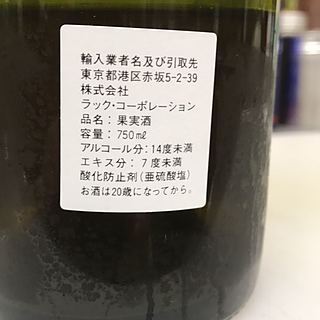 輸入業者名及び引取先
東京都港区赤坂5-2-39
株式会社
ラック・コーポレーション
品名：果実酒
容量：750㎖
アルコール分：14度未満
エキス分：7度未満
酸化防止剤（亜硫酸塩）
お酒は20歳になってから。